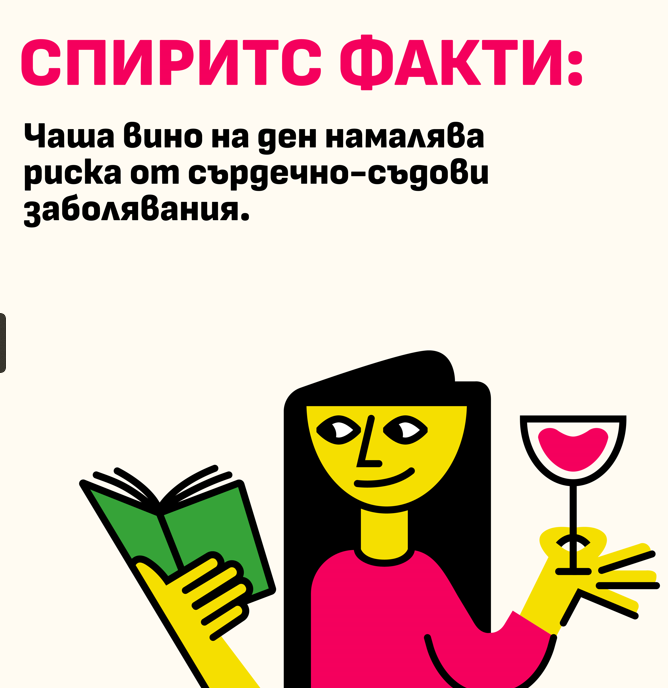 СПИРИТС ФАКТИ:
Чаша вино на ден намалява
риска от сърдечно-съдови
заболявания.